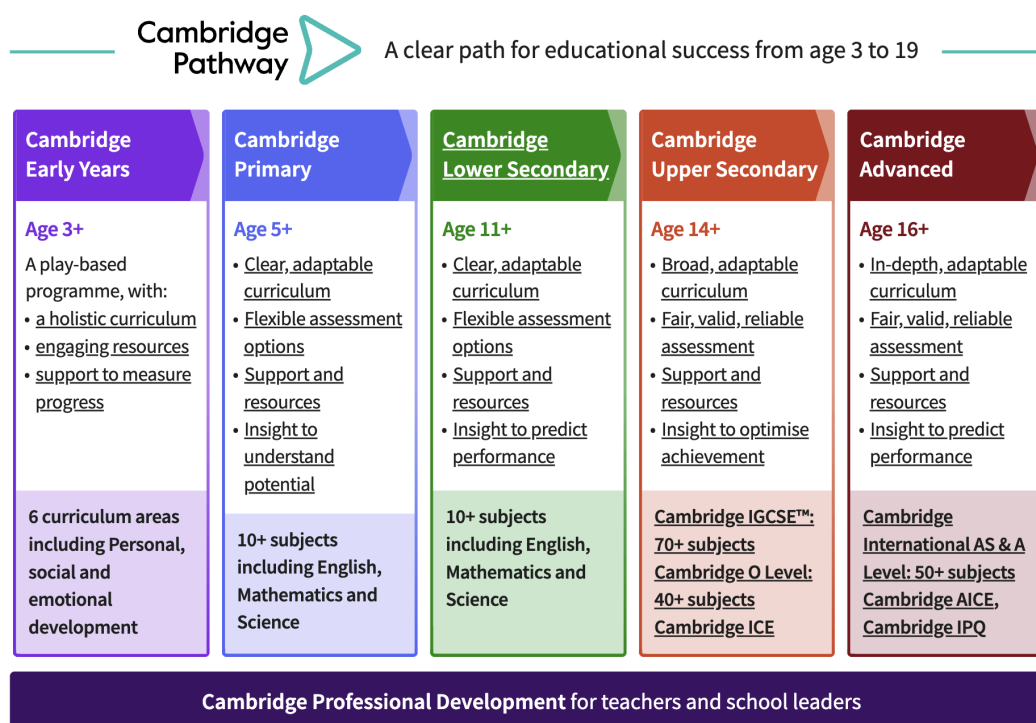 Cambridge
Pathway
A clear path for educational success from age 3 to 19
Cambridge
Early Years
Age 3+
A play-based
programme, with:
• a holistic curriculum
• engaging resources
• support to measure
progress
6 curriculum areas
including Personal,
social and
emotional
development
Cambridge
Primary
Age 5+
• Clear, adaptable
curriculum
• Flexible assessment
options
• Support and
resources
• Insight to
understand
potential
10+ subjects
including English,
Mathematics and
Science
Cambridge
Lower Secondary
Age 11+
• Clear, adaptable
curriculum
• Flexible assessment
options
• Support and
resources
• Insight to predict
performance
10+ subjects
including English,
Mathematics and
Science
Cambridge
Upper Secondary
Age 14+
• Broad, adaptable
curriculum
• Fair, valid, reliable
assessment
• Support and
resources
• Insight to optimise
achievement
Cambridge IGCSE™:
70+ subjects
Cambridge O Level:
40+ subjects
Cambridge ICE
Cambridge
Advanced
Age 16+
• In-depth, adaptable
curriculum
• Fair, valid, reliable
assessment
• Support and
resources
• Insight to predict
performance
Cambridge
International AS & A
Level: 50+ subjects
Cambridge AICE,
Cambridge IPQ
Cambridge Professional Development for teachers and school leaders